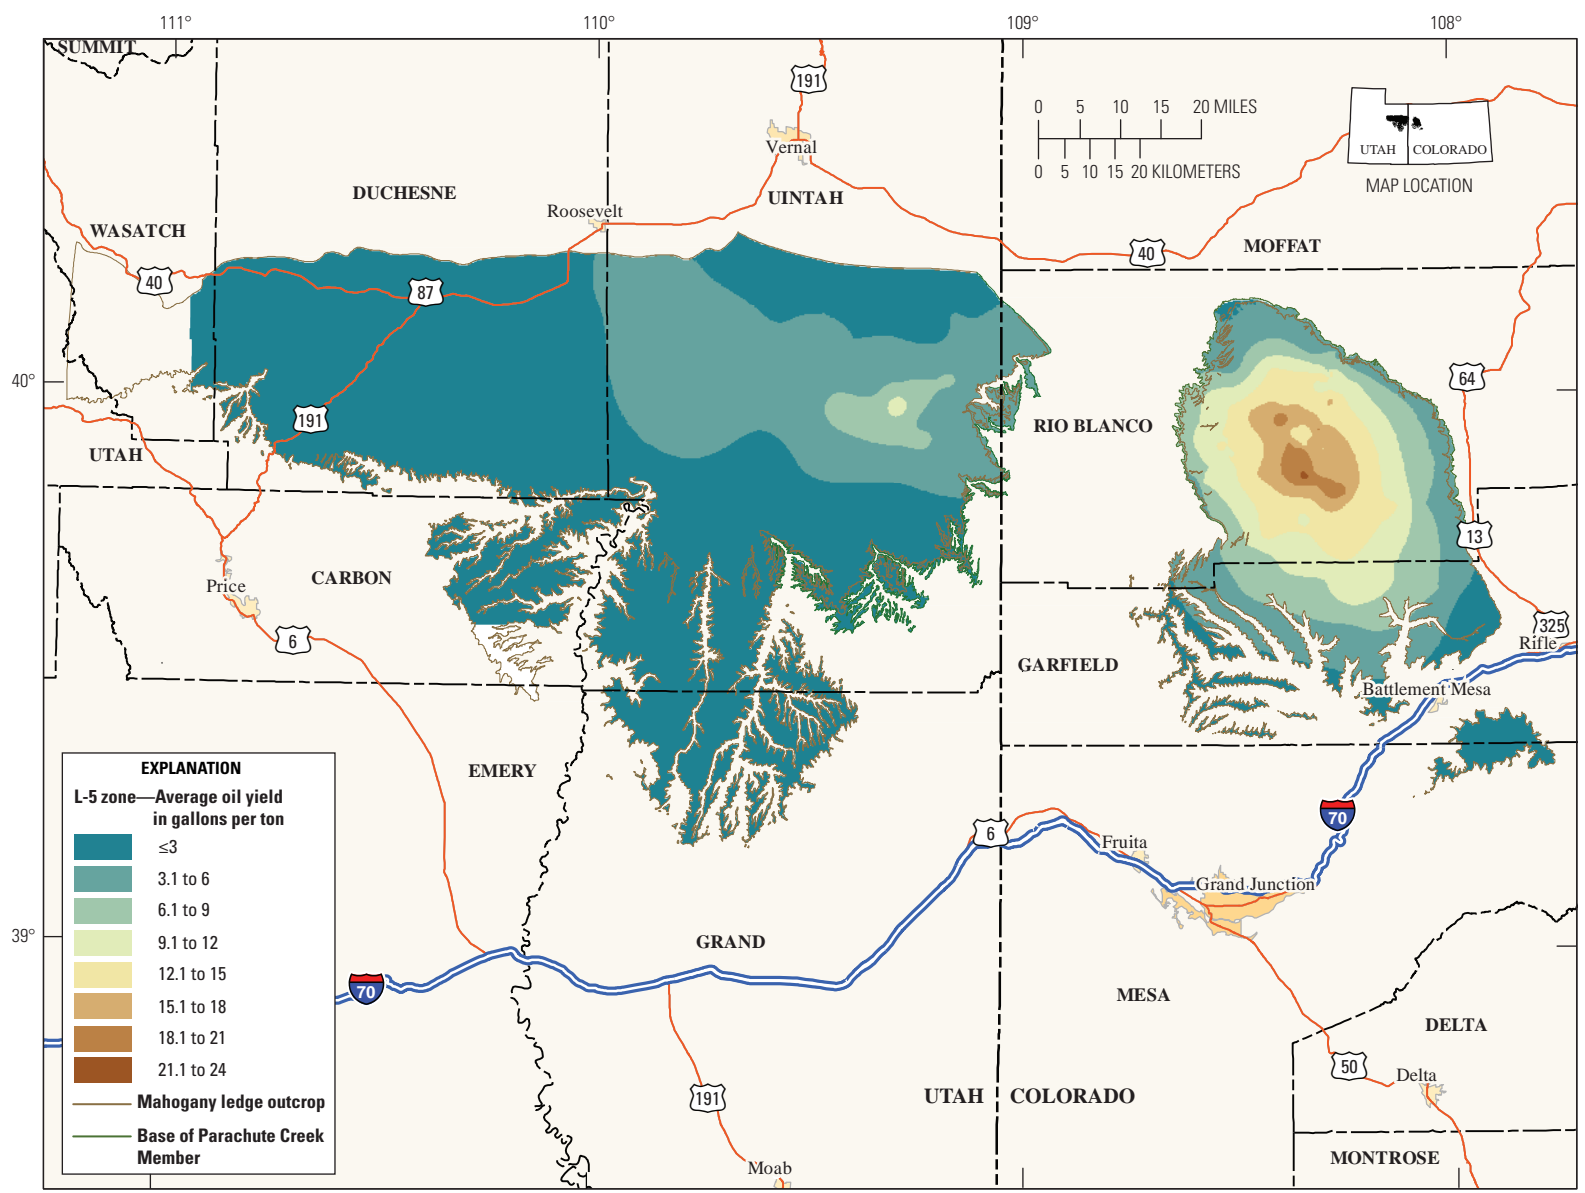 111°
110°
109°
108°
SUMMIT
191
0 5 10 15 20 MILES
0 5 10 15 20 KILOMETERS
UTAH
COLORADO
MAP LOCATION
Vernal
DUCHESNE
UINTAH
Roosevelt
WASATCH
MOFFAT
40
40
87
40°
64
191
RIO BLANCO
UTAH
13
CARBON
Price
6
325
Rifle
GARFIELD
Battlement Mesa
EMERY
EXPLANATION
L-5 zone—Average oil yield
in gallons per ton
≤3
3.1 to 6
6.1 to 9
9.1 to 12
12.1 to 15
15.1 to 18
18.1 to 21
21.1 to 24
Mahogany ledge outcrop
Base of Parachute Creek
Member
70
6
Fruita
Grand Junction
39°
GRAND
70
MESA
DELTA
50
Delta
191
UTAH
COLORADO
MONTROSE
Moab